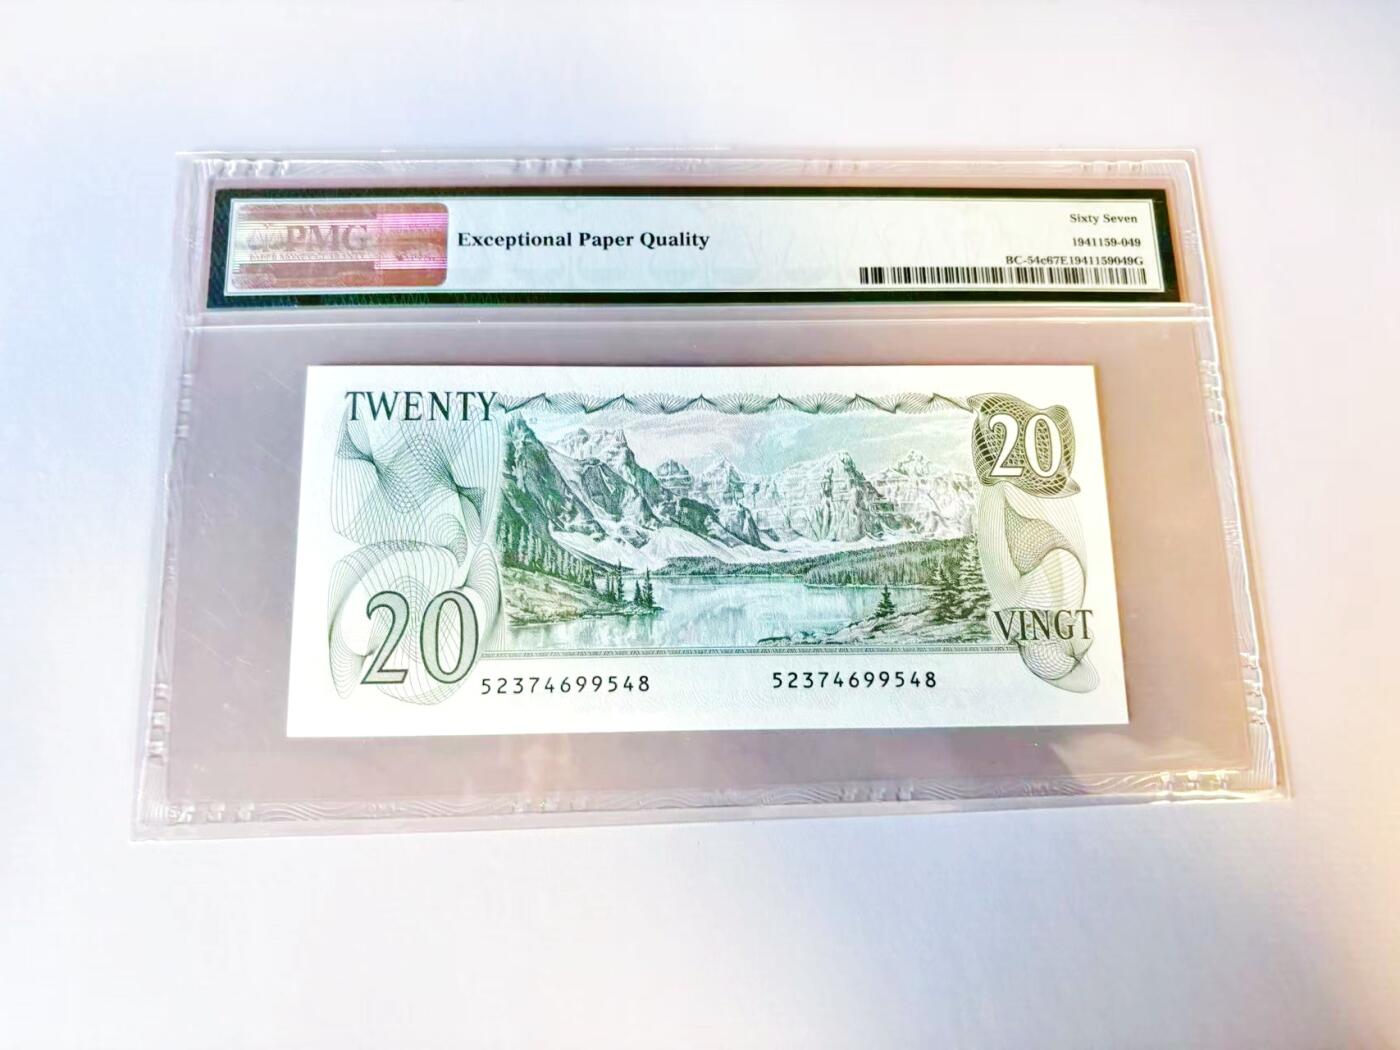 PMG
Exceptional Paper Quality
Sixty Seven
1941159-049
BC-54c67E1941159049G
TWENTY
20
20
VINGT
52374699548
52374699548